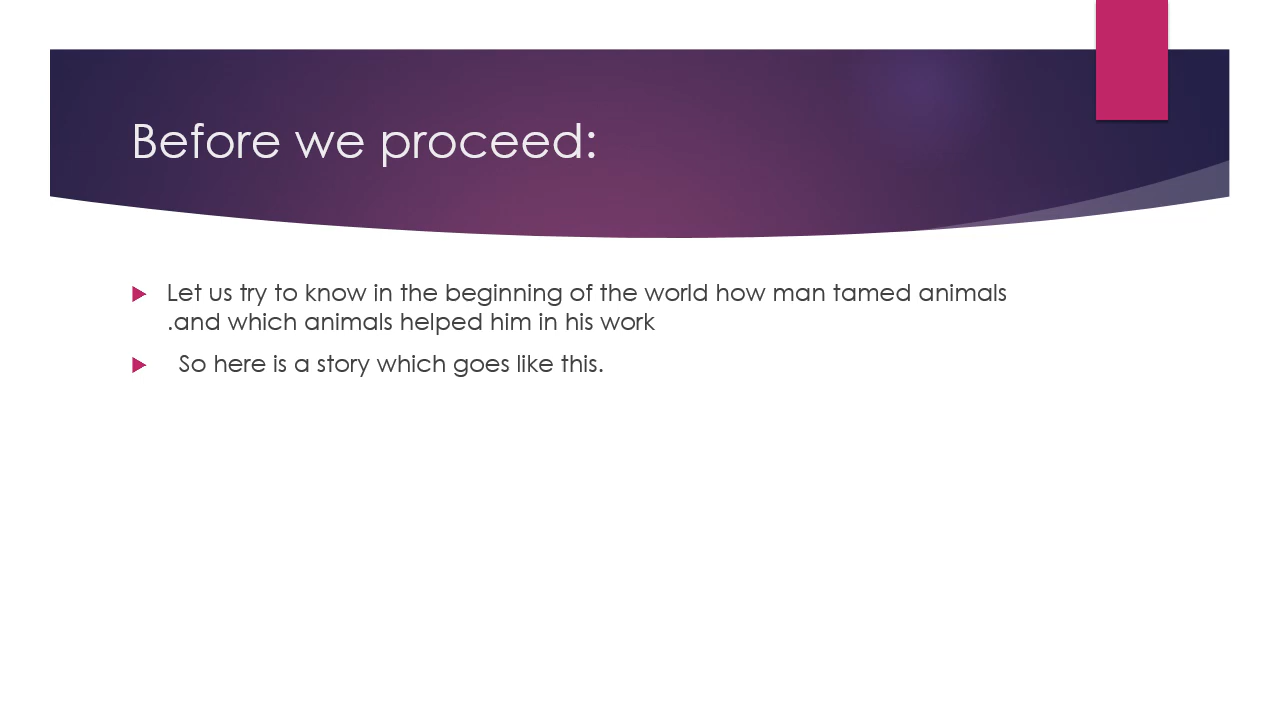 Before we proceed:
Let us try to know in the beginning of the world how man tamed animals
.and which animals helped him in his work
So here is a story which goes like this.